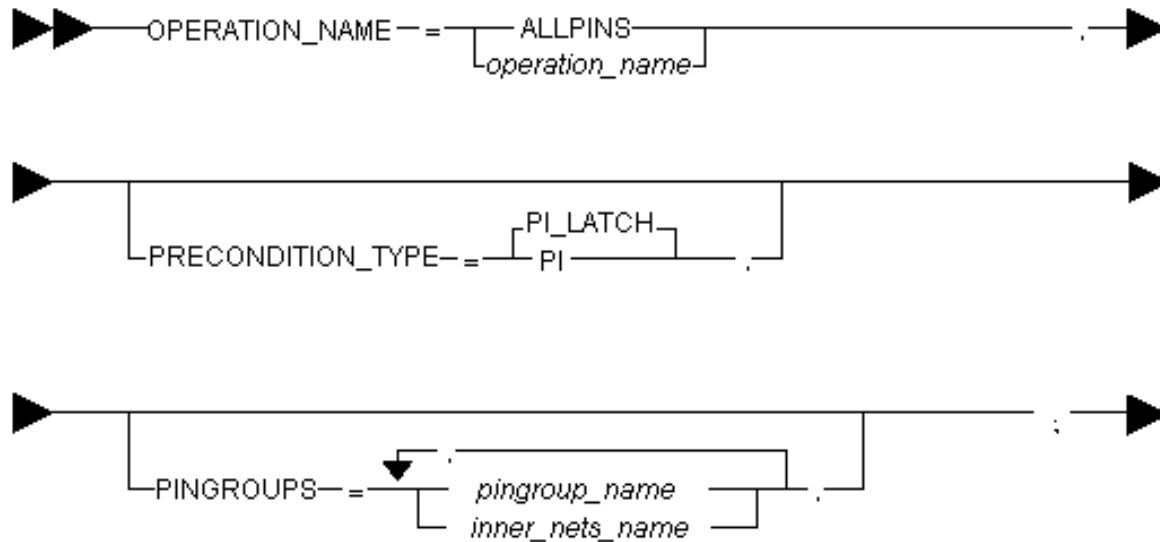 OPERATION_NAME = ALLPINS ,
operation_name
PI_LATCH
PRECONDITION_TYPE = PI ,
,
;
PINGROUPS = pingroup_name ,
inner_nets_name